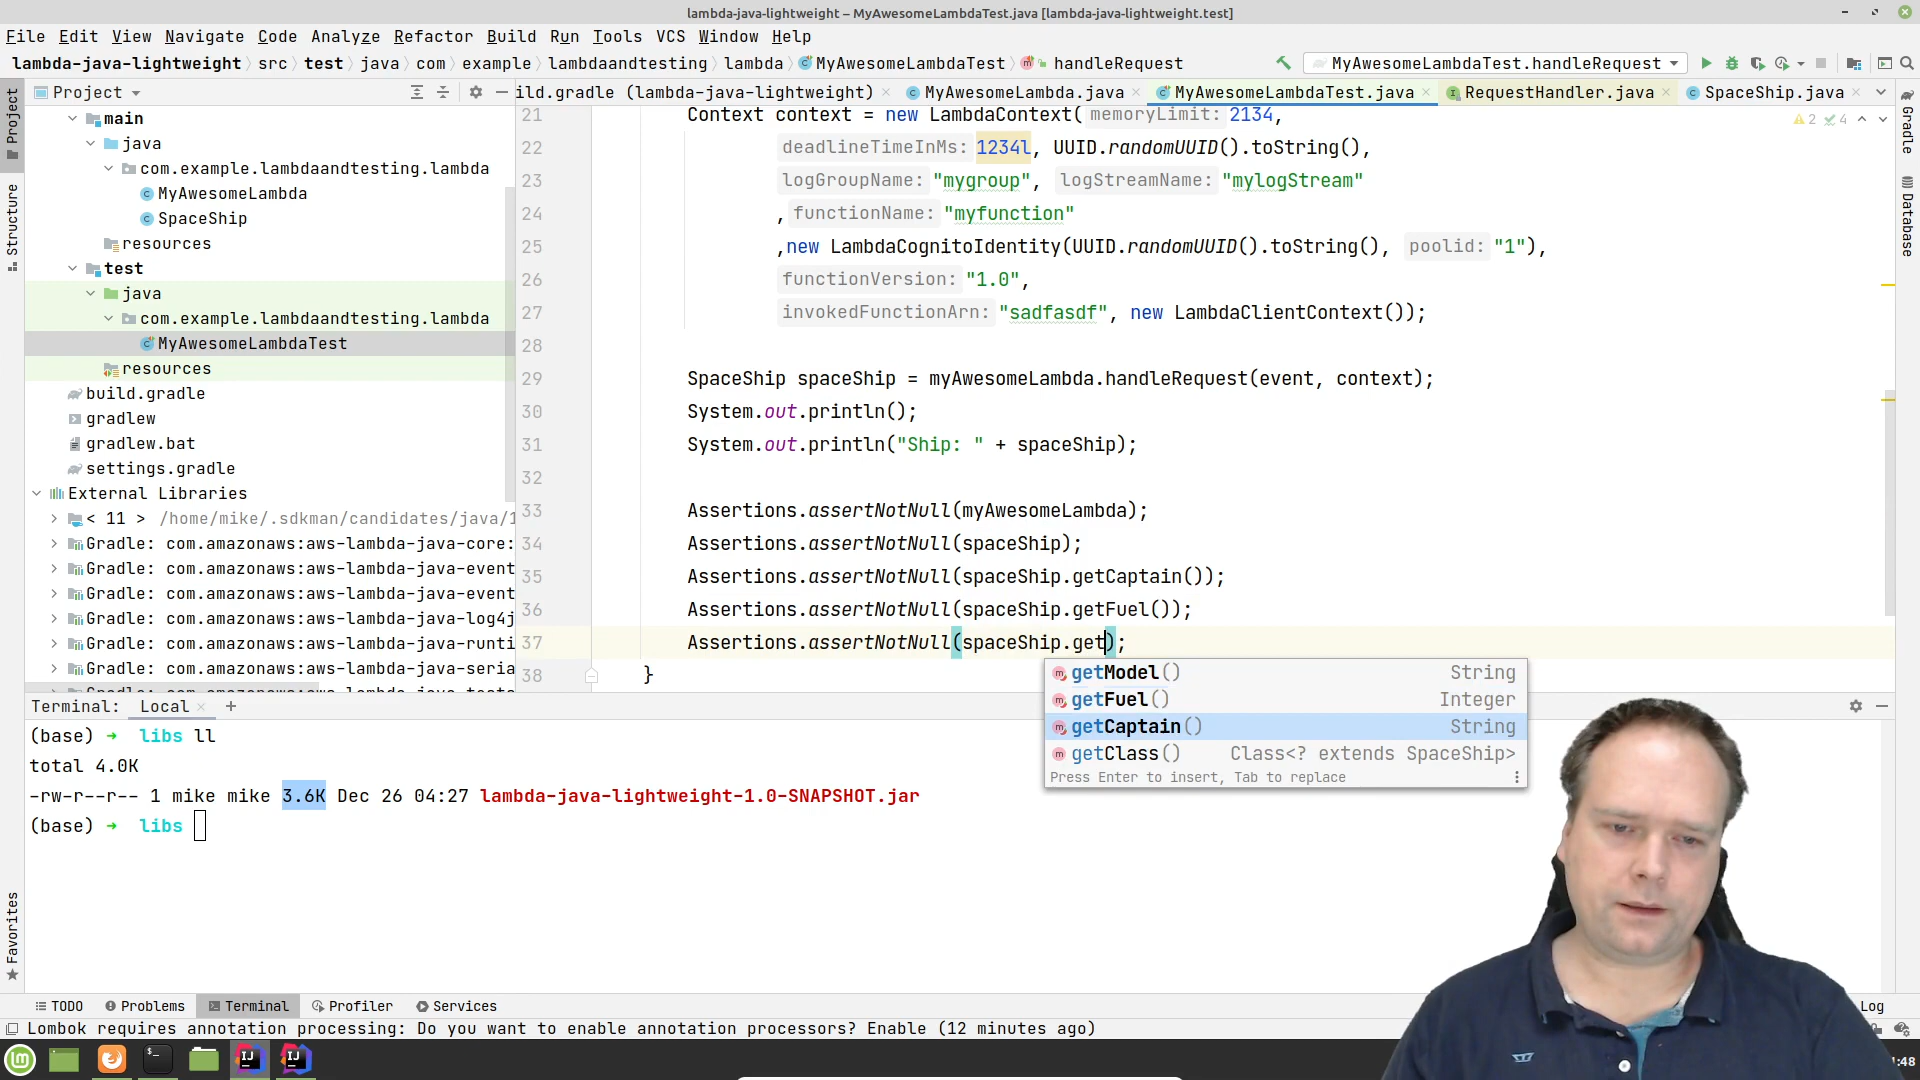 lambda-java-lightweight – MyAwesomeLambdaTest.java [lambda-java-lightweight.test]
File Edit View Navigate Code Analyze Refactor Build Run Tools VCS Window Help
lambda-java-lightweight src test java com example lambdaandtesting lambda MyAwesomeLambdaTest handleRequest
MyAwesomeLambdaTest.handleRequest
Project
ild.gradle (lambda-java-lightweight) MyAwesomeLambda.java MyAwesomeLambdaTest.java RequestHandler.java SpaceShip.java
Project
Structure
Favorites
Gradle
Database
main
java
com.example.lambdaandtesting.lambda
MyAwesomeLambda
SpaceShip
resources
test
java
com.example.lambdaandtesting.lambda
MyAwesomeLambdaTest
resources
build.gradle
gradlew
gradlew.bat
settings.gradle
External Libraries
< 11 > /home/mike/.sdkman/candidates/java/1
Gradle: com.amazonaws:aws-lambda-java-core:
Gradle: com.amazonaws:aws-lambda-java-event
Gradle: com.amazonaws:aws-lambda-java-event
Gradle: com.amazonaws:aws-lambda-java-log4j
Gradle: com.amazonaws:aws-lambda-java-runti
Gradle: com.amazonaws:aws-lambda-java-seria
2 4
21 Context context = new LambdaContext( memoryLimit: 2134,
22 deadlineTimeInMs: 1234l, UUID.randomUUID().toString(),
23 logGroupName: "mygroup", logStreamName: "mylogStream"
24 , functionName: "myfunction"
25 ,new LambdaCognitoIdentity(UUID.randomUUID().toString(), poolid: "1"),
26 functionVersion: "1.0",
27 invokedFunctionArn: "sadfasdf", new LambdaClientContext());
28
29 SpaceShip spaceShip = myAwesomeLambda.handleRequest(event, context);
30 System.out.println();
31 System.out.println("Ship: " + spaceShip);
32
33 Assertions.assertNotNull(myAwesomeLambda);
34 Assertions.assertNotNull(spaceShip);
35 Assertions.assertNotNull(spaceShip.getCaptain());
36 Assertions.assertNotNull(spaceShip.getFuel());
37 Assertions.assertNotNull(spaceShip.get);
38 }
getModel() String
getFuel() Integer
getCaptain() String
getClass() Class<? extends SpaceShip>
Press Enter to insert, Tab to replace
Terminal: Local +
(base) → libs ll
total 4.0K
-rw-r--r-- 1 mike mike 3.6K Dec 26 04:27 lambda-java-lightweight-1.0-SNAPSHOT.jar
(base) → libs
TODO Problems Terminal Profiler Services
Log
Lombok requires annotation processing: Do you want to enable annotation processors? Enable (12 minutes ago)
:48